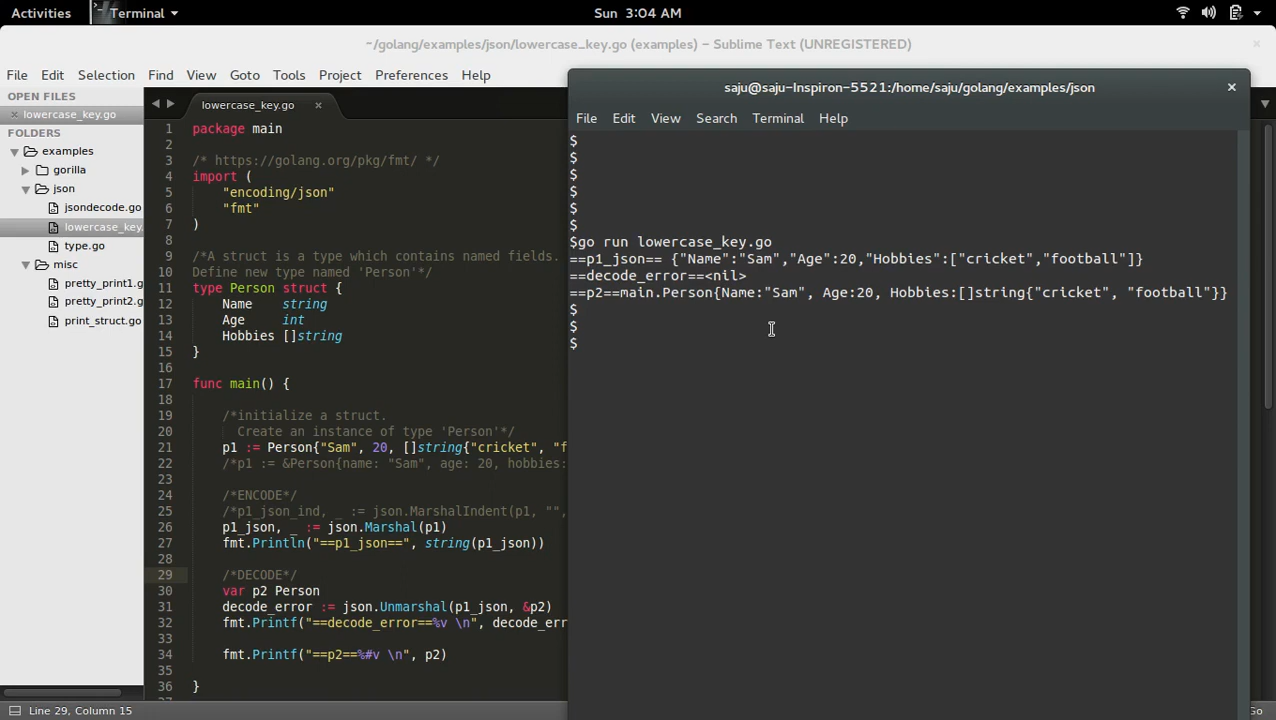 Activities Terminal Sun 3:04 AM
~/golang/examples/json/lowercase_key.go (examples) – Sublime Text (UNREGISTERED)
File Edit Selection Find View Goto Tools Project Preferences Help
OPEN FILES
lowercase_key.go
FOLDERS
examples
gorilla
json
jsondecode.go
lowercase_key.
type.go
misc
pretty_print1.g
pretty_print2.g
print_struct.go
lowercase_key.go
1 package main
2
3 /* https://golang.org/pkg/fmt/ */
4 import (
5 "encoding/json"
6 "fmt"
7 )
8
9 /*A struct is a type which contains named fields.
10 Define new type named 'Person'*/
11 type Person struct {
12 Name string
13 Age int
14 Hobbies []string
15 }
16
17 func main() {
18
19 /*initialize a struct.
20 Create an instance of type 'Person'*/
21 p1 := Person{"Sam", 20, []string{"cricket", "f
22 /*p1 := &Person{name: "Sam", age: 20, hobbies:
23
24 /*ENCODE*/
25 /*p1_json_ind, _ := json.MarshalIndent(p1, "",
26 p1_json, _ := json.Marshal(p1)
27 fmt.Println("==p1_json==", string(p1_json))
28
29 /*DECODE*/
30 var p2 Person
31 decode_error := json.Unmarshal(p1_json, &p2)
32 fmt.Printf("==decode_error==%v \n", decode_err
33
34 fmt.Printf("==p2==%#v \n", p2)
35
36 }
Line 29, Column 15
Go
saju@saju-Inspiron-5521:/home/saju/golang/examples/json
File Edit View Search Terminal Help
$
$
$
$
$
$
$go run lowercase_key.go
==p1_json== {"Name":"Sam","Age":20,"Hobbies":["cricket","football"]}
==decode_error==<nil>
==p2==main.Person{Name:"Sam", Age:20, Hobbies:[]string{"cricket", "football"}}
$
$
$